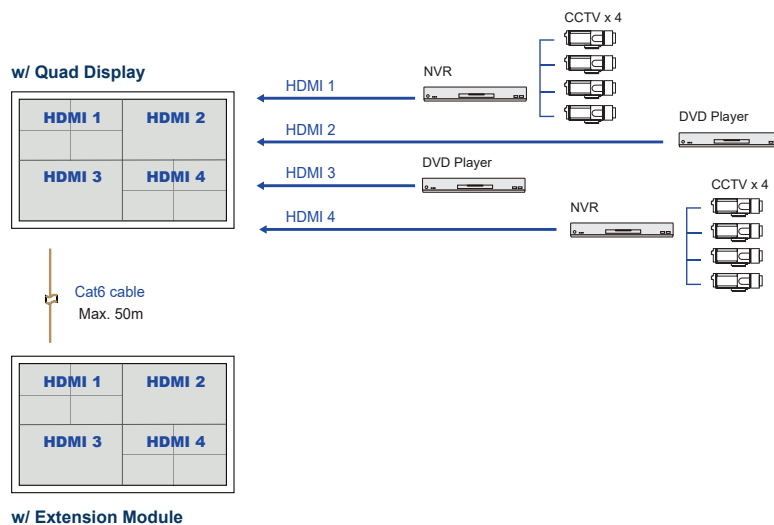 CCTV x 4
w/ Quad Display
NVR
HDMI 1
HDMI 1
HDMI 2
HDMI 2
DVD Player
HDMI 3
HDMI 4
HDMI 3
DVD Player
CCTV x 4
HDMI 4
NVR
Cat6 cable
Max. 50m
HDMI 1
HDMI 2
HDMI 3
HDMI 4
w/ Extension Module